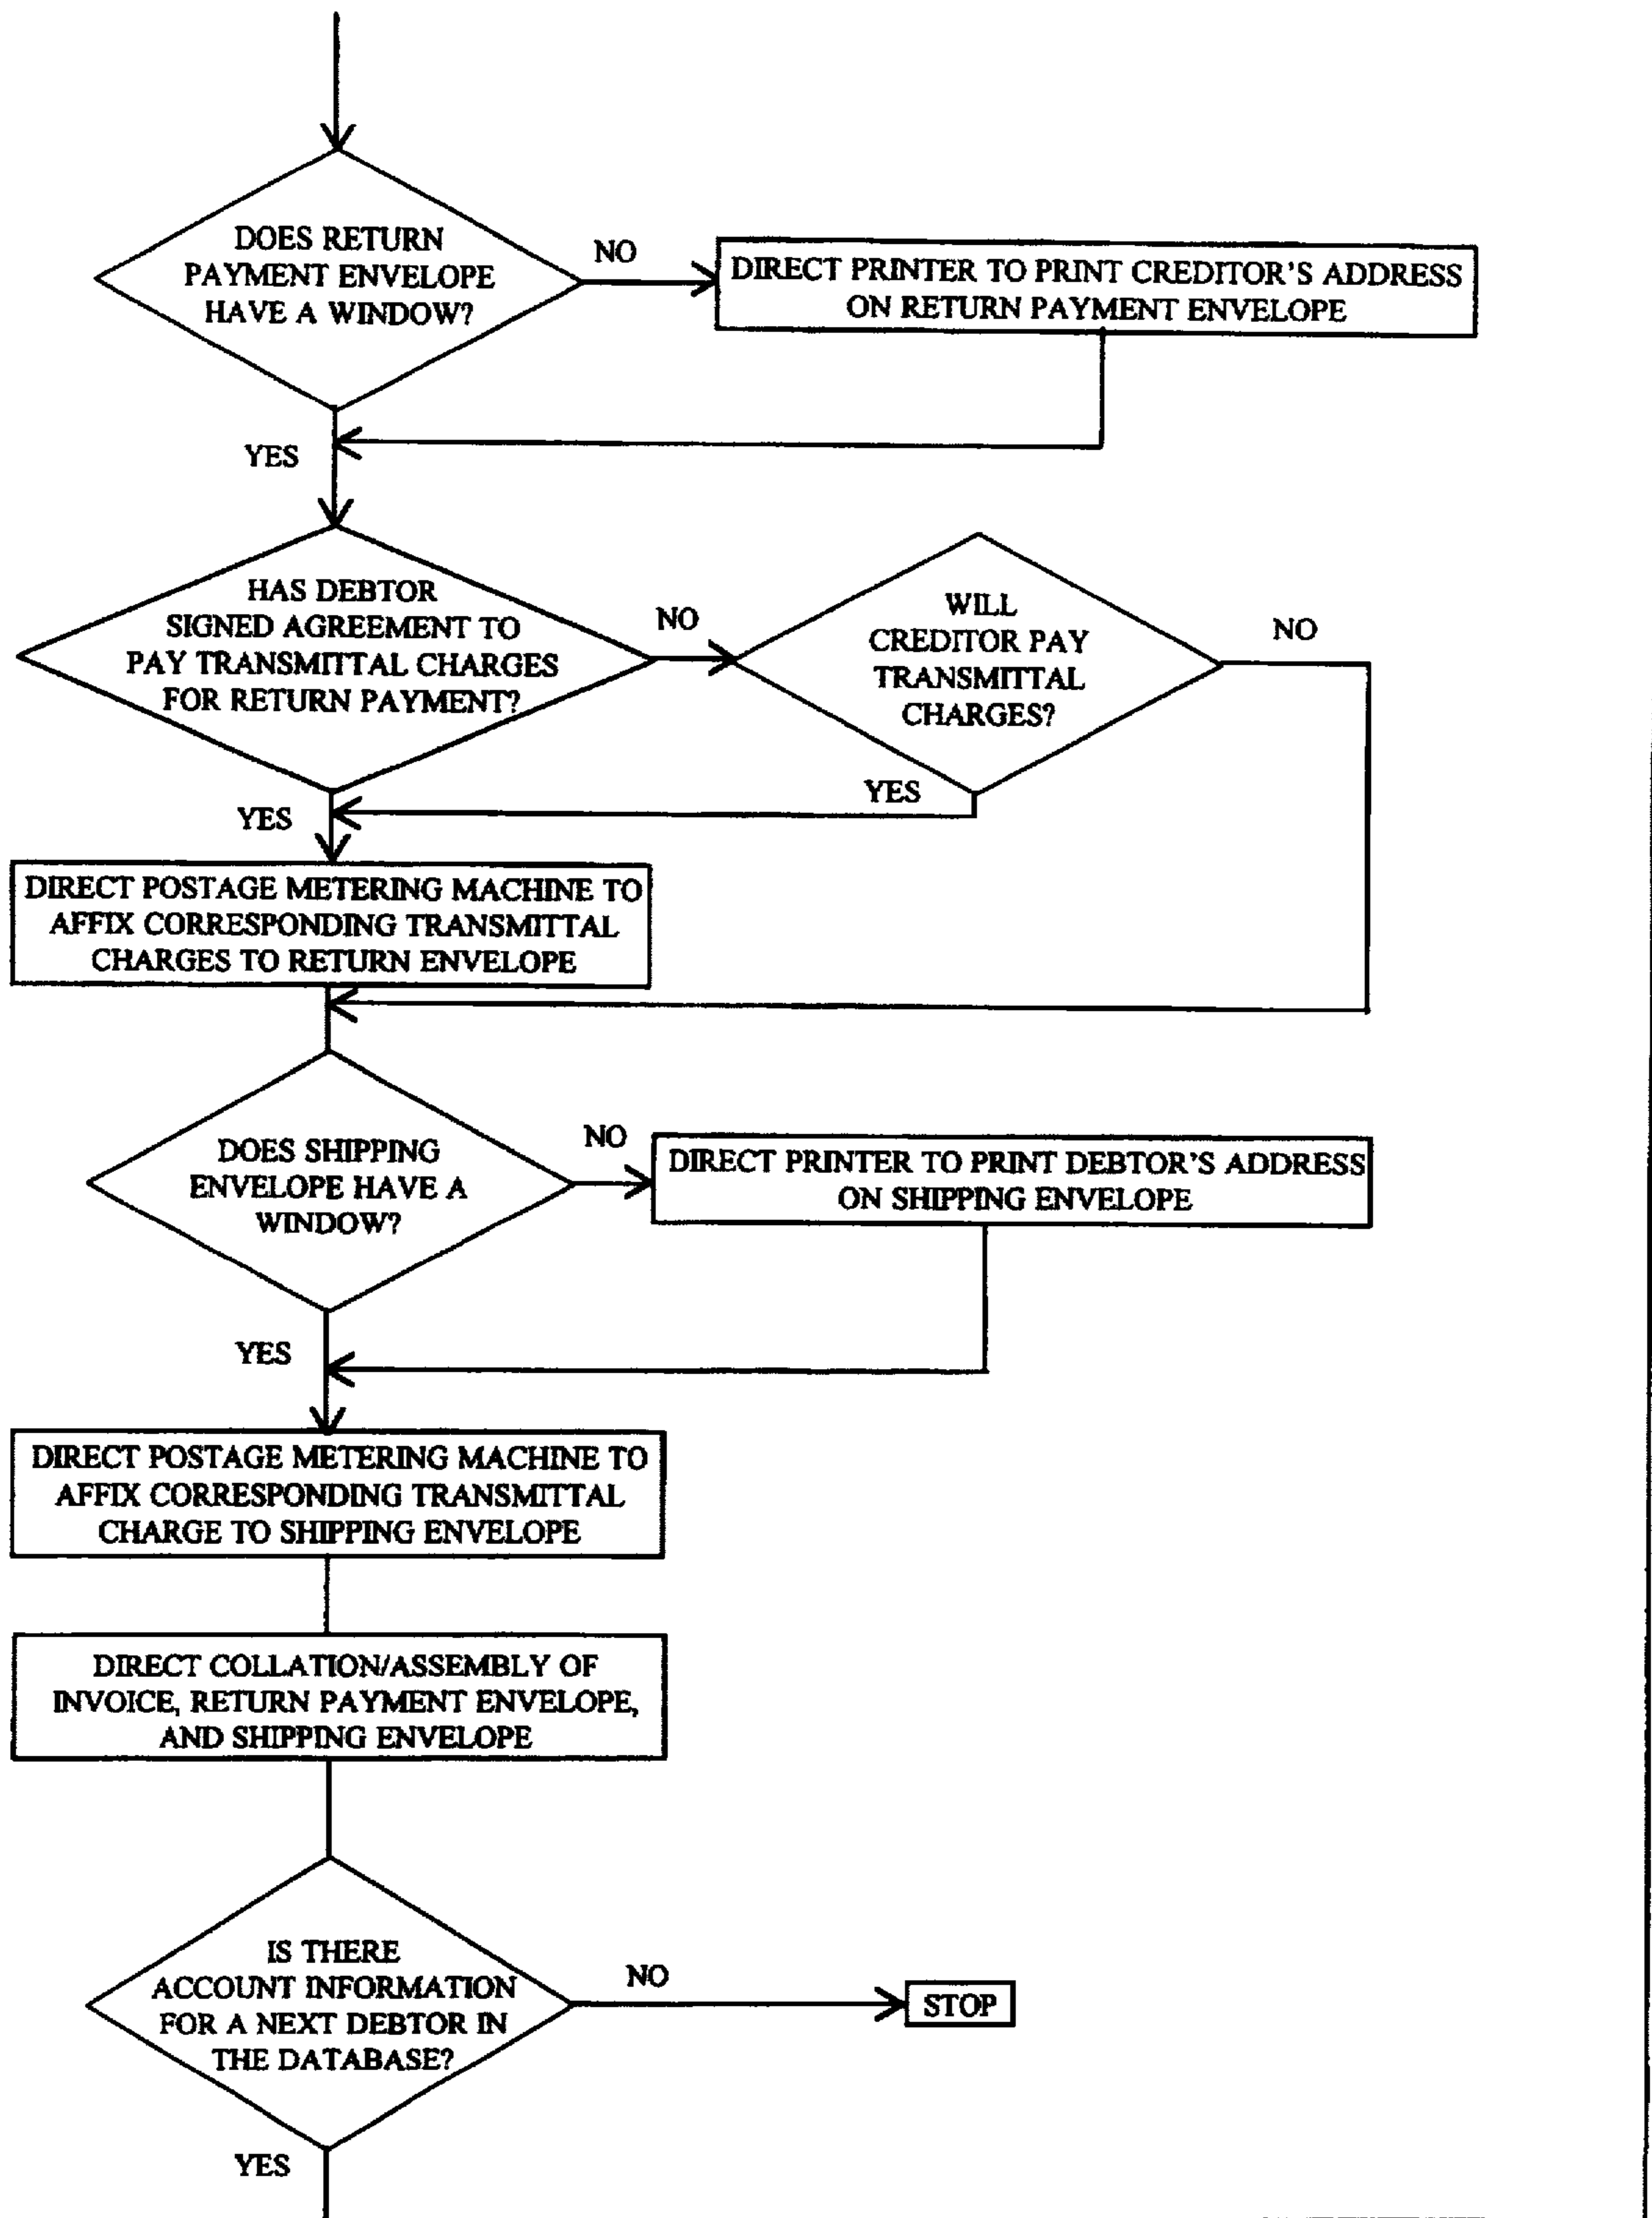 DOES RETURN
PAYMENT ENVELOPE
HAVE A WINDOW?
NO
DIRECT PRINTER TO PRINT CREDITOR'S ADDRESS
ON RETURN PAYMENT ENVELOPE
YES
HAS DEBTOR
SIGNED AGREEMENT TO
PAY TRANSMITTAL CHARGES
FOR RETURN PAYMENT?
NO
WILL
CREDITOR PAY
TRANSMITTAL
CHARGES?
NO
YES
YES
DIRECT POSTAGE METERING MACHINE TO
AFFIX CORRESPONDING TRANSMITTAL
CHARGES TO RETURN ENVELOPE
DOES SHIPPING
ENVELOPE HAVE A
WINDOW?
NO
DIRECT PRINTER TO PRINT DEBTOR'S ADDRESS
ON SHIPPING ENVELOPE
YES
DIRECT POSTAGE METERING MACHINE TO
AFFIX CORRESPONDING TRANSMITTAL
CHARGE TO SHIPPING ENVELOPE
DIRECT COLLATION/ASSEMBLY OF
INVOICE, RETURN PAYMENT ENVELOPE,
AND SHIPPING ENVELOPE
IS THERE
ACCOUNT INFORMATION
FOR A NEXT DEBTOR IN
THE DATABASE?
NO
STOP
YES